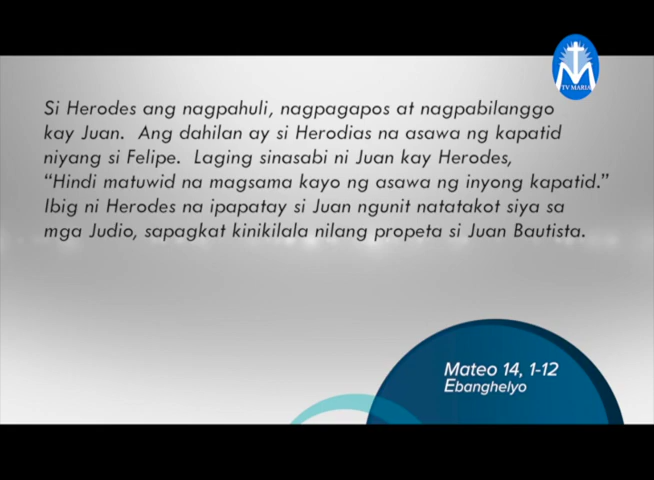 TV MARIA
Si Herodes ang nagpahuli, nagpagapos at nagpabilanggo
kay Juan. Ang dahilan ay si Herodias na asawa ng kapatid
niyang si Felipe. Laging sinasabi ni Juan kay Herodes,
“Hindi matuwid na magsama kayo ng asawa ng inyong kapatid.”
Ibig ni Herodes na ipapatay si Juan ngunit natatakot siya sa
mga Judio, sapagkat kinikilala nilang propeta si Juan Bautista.
Mateo 14, 1-12
Ebanghelyo